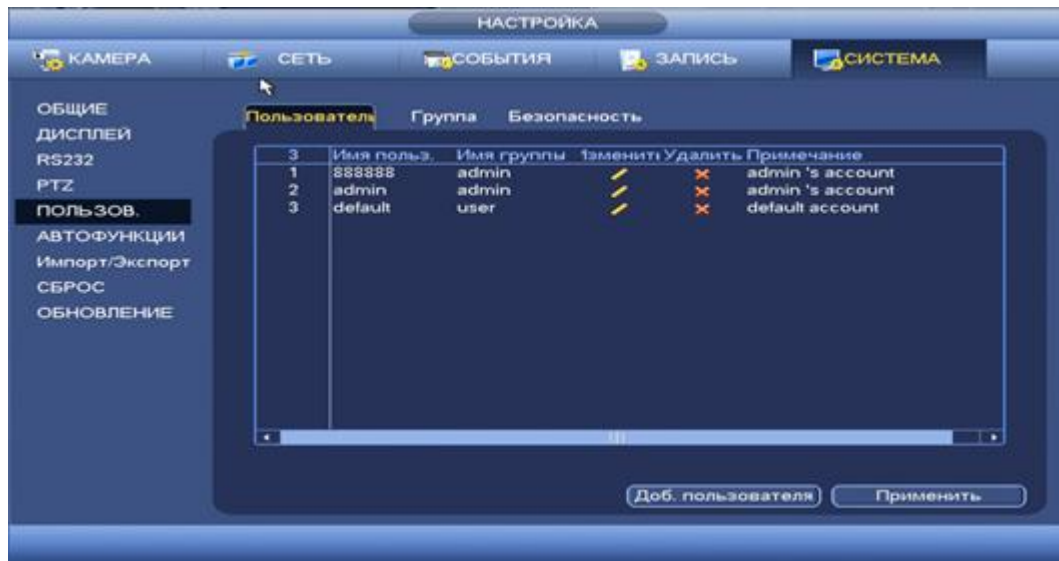 НАСТРОЙКА
КАМЕРА СЕТЬ СОБЫТИЯ ЗАПИСЬ СИСТЕМА
ОБЩИЕ
ДИСПЛЕЙ
RS232
PTZ
ПОЛЬЗОВ.
АВТОФУНКЦИИ
Импорт/Экспорт
СБРОС
ОБНОВЛЕНИЕ
Пользователь Группа Безопасность
3 Имя польз. Имя группы Изменить Удалить Примечание
1 888888 admin admin 's account
2 admin admin admin 's account
3 default user default account
Доб. пользователя Применить